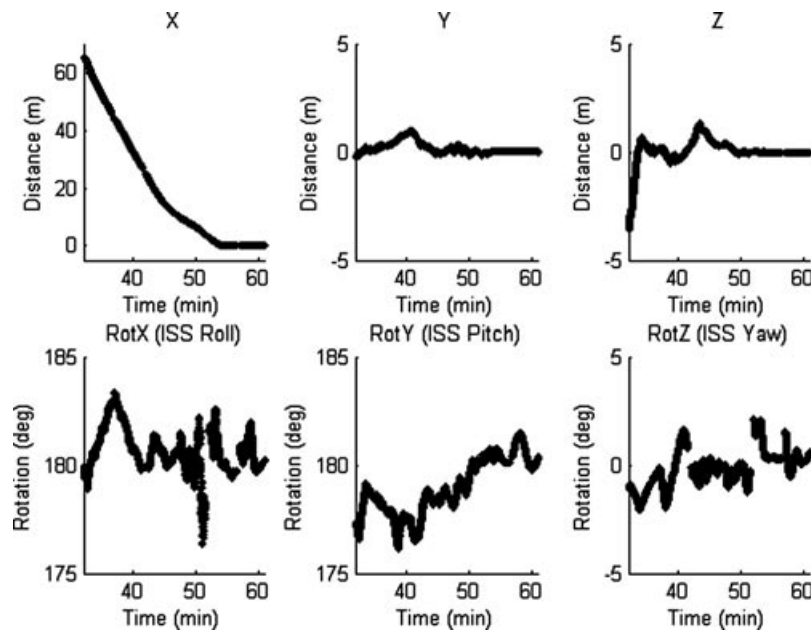 X
Y
Z
60
40
20
0
Distance (m)
40
50
60
Time (min)
5
0
-5
Distance (m)
40
50
60
Time (min)
5
0
-5
Distance (m)
40
50
60
Time (min)
RotX (ISS Roll)
RotY (ISS Pitch)
RotZ (ISS Yaw)
185
180
175
Rotation (deg)
40
50
60
Time (min)
185
180
175
Rotation (deg)
40
50
60
Time (min)
5
0
-5
Rotation (deg)
40
50
60
Time (min)